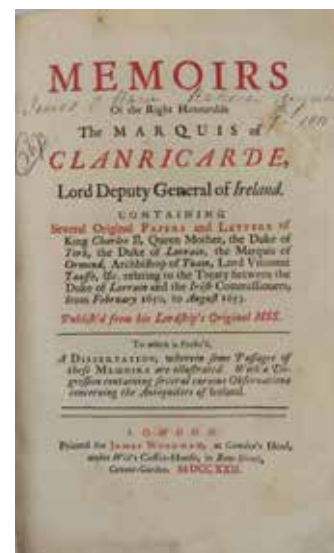 MEMOIRS
Of the Right Honourable
The MARQUIS of
CLANRICARDE,
Lord Deputy General of Ireland.
CONTAINING
Several Original PAPERS and LETTERS of
King Charles II, Queen Mother, the Duke of
York, the Duke of Lorrain, the Marquis of
Ormond, Archbishop of Tuam, Lord Viscount
Taaffe, &c. relating to the Treaty between the
Duke of Lorrain and the Irish Commissioners,
from February 1650, to August 1653.
Publish'd from his Lordship's Original MSS.
To which is Prefix'd,
A DISSERTATION, wherein some Passages of
these MEMOIRS are illustrated. With a Di-
gression containing several curious Observations
concerning the Antiquities of Ireland.
LONDON:
Printed for JAMES WOODMAN, at Camden's Head,
under Will's Coffee-House, in Bow-Street,
Covent-Garden. MDCC XXII.